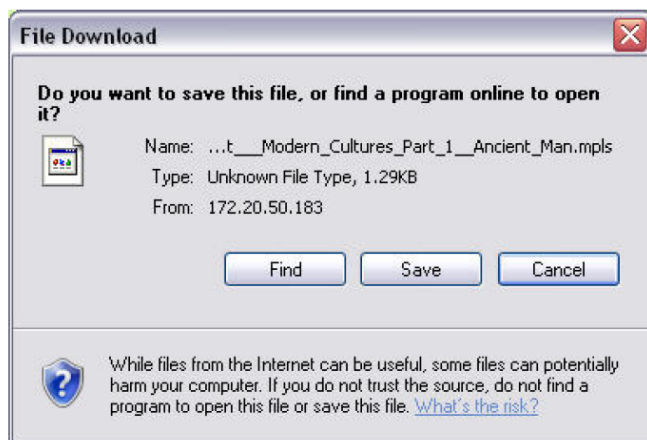 File Download
Do you want to save this file, or find a program online to open
it?
Name: ...t___Modern_Cultures_Part_1__Ancient_Man.mpls
Type: Unknown File Type, 1.29KB
From: 172.20.50.183
Find Save Cancel
While files from the Internet can be useful, some files can potentially
harm your computer. If you do not trust the source, do not find a
program to open this file or save this file. What's the risk?